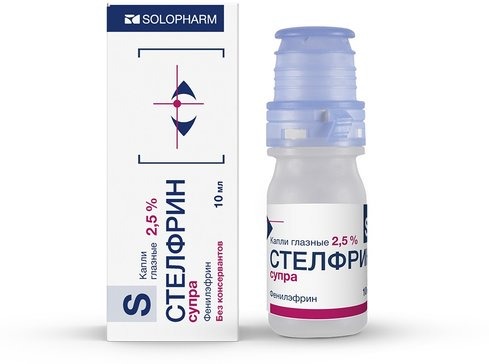 SOLOPHARM
S
Капли
глазные 2,5 %
СТЕЛФРИН
супра
10 мл
Фенилэфрин
Без консервантов
Капли глазные 2,5 %
СТЕЛФРИН
супра
Фенилэфрин
S